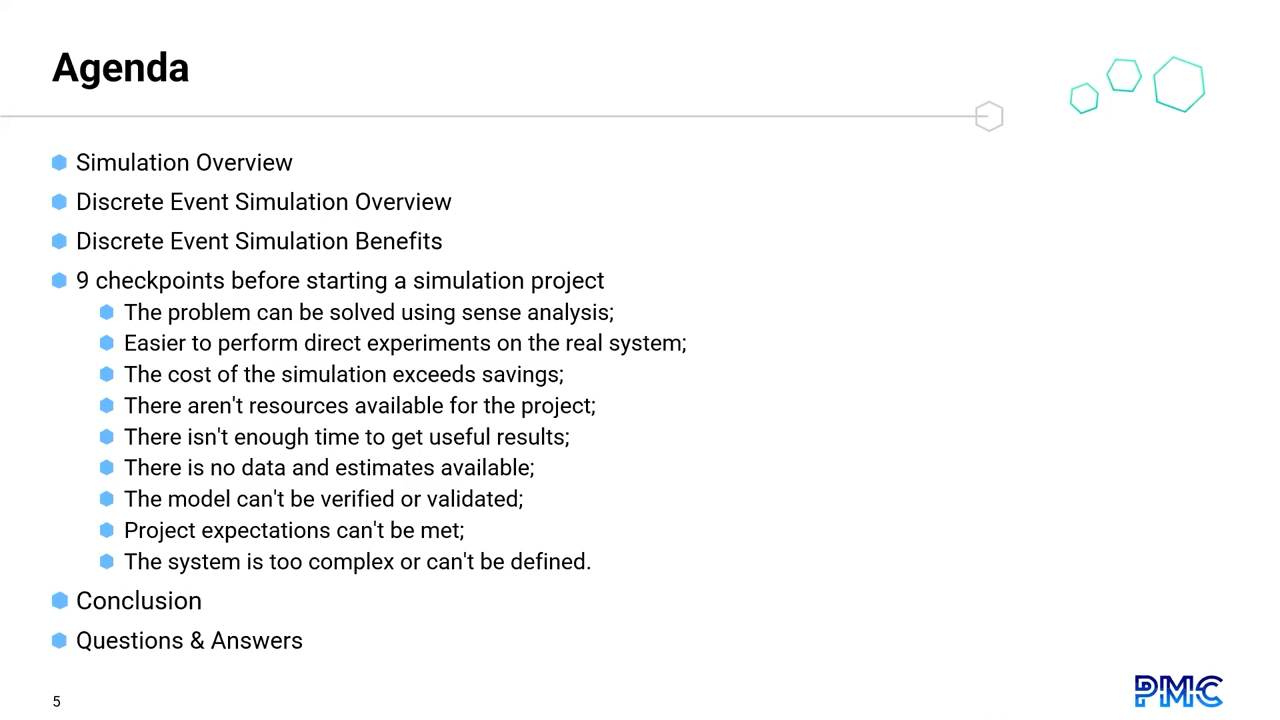 Agenda
Simulation Overview
Discrete Event Simulation Overview
Discrete Event Simulation Benefits
9 checkpoints before starting a simulation project
The problem can be solved using sense analysis;
Easier to perform direct experiments on the real system;
The cost of the simulation exceeds savings;
There aren't resources available for the project;
There isn't enough time to get useful results;
There is no data and estimates available;
The model can't be verified or validated;
Project expectations can't be met;
The system is too complex or can't be defined.
Conclusion
Questions & Answers
5
PMC